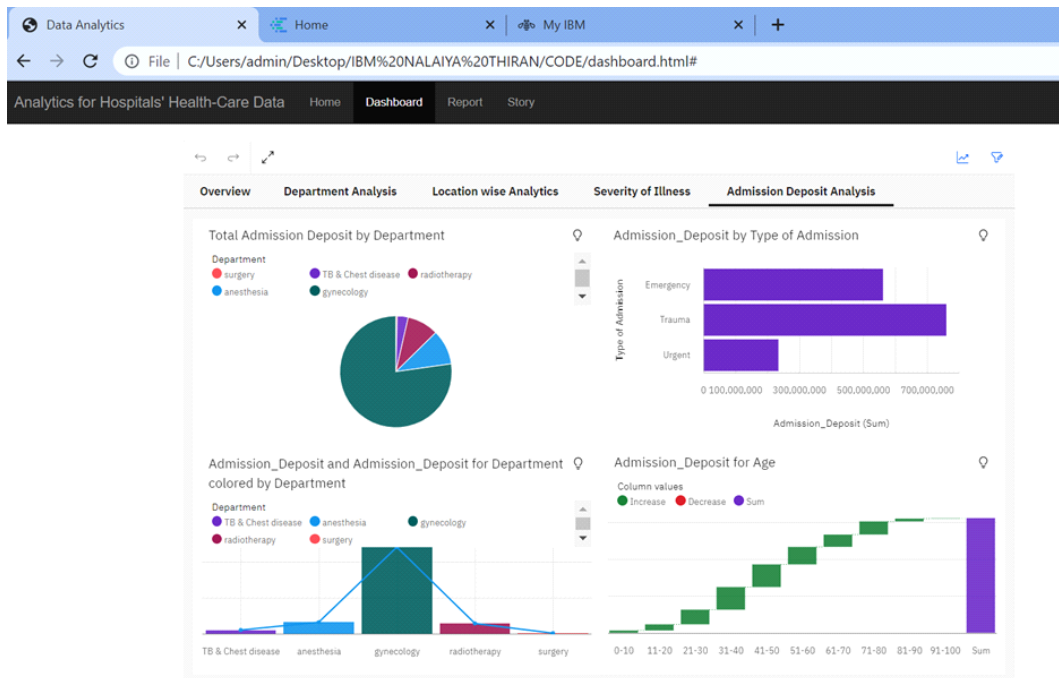 Data Analytics
Home
My IBM
File C:/Users/admin/Desktop/IBM%20NALAIYA%20THIRAN/CODE/dashboard.html#
Analytics for Hospitals' Health-Care Data Home Dashboard Report Story
Overview Department Analysis Location wise Analytics Severity of Illness Admission Deposit Analysis
Total Admission Deposit by Department
Department
surgery TB & Chest disease radiotherapy
anesthesia gynecology
Admission_Deposit by Type of Admission
Type of Admission
Emergency
Trauma
Urgent
0 100,000,000 300,000,000 500,000,000 700,000,000
Admission_Deposit (Sum)
Admission_Deposit and Admission_Deposit for Department
colored by Department
Department
TB & Chest disease anesthesia gynecology
radiotherapy surgery
TB & Chest disease anesthesia gynecology radiotherapy surgery
Admission_Deposit for Age
Column values
Increase Decrease Sum
0-10 11-20 21-30 31-40 41-50 51-60 61-70 71-80 81-90 91-100 Sum